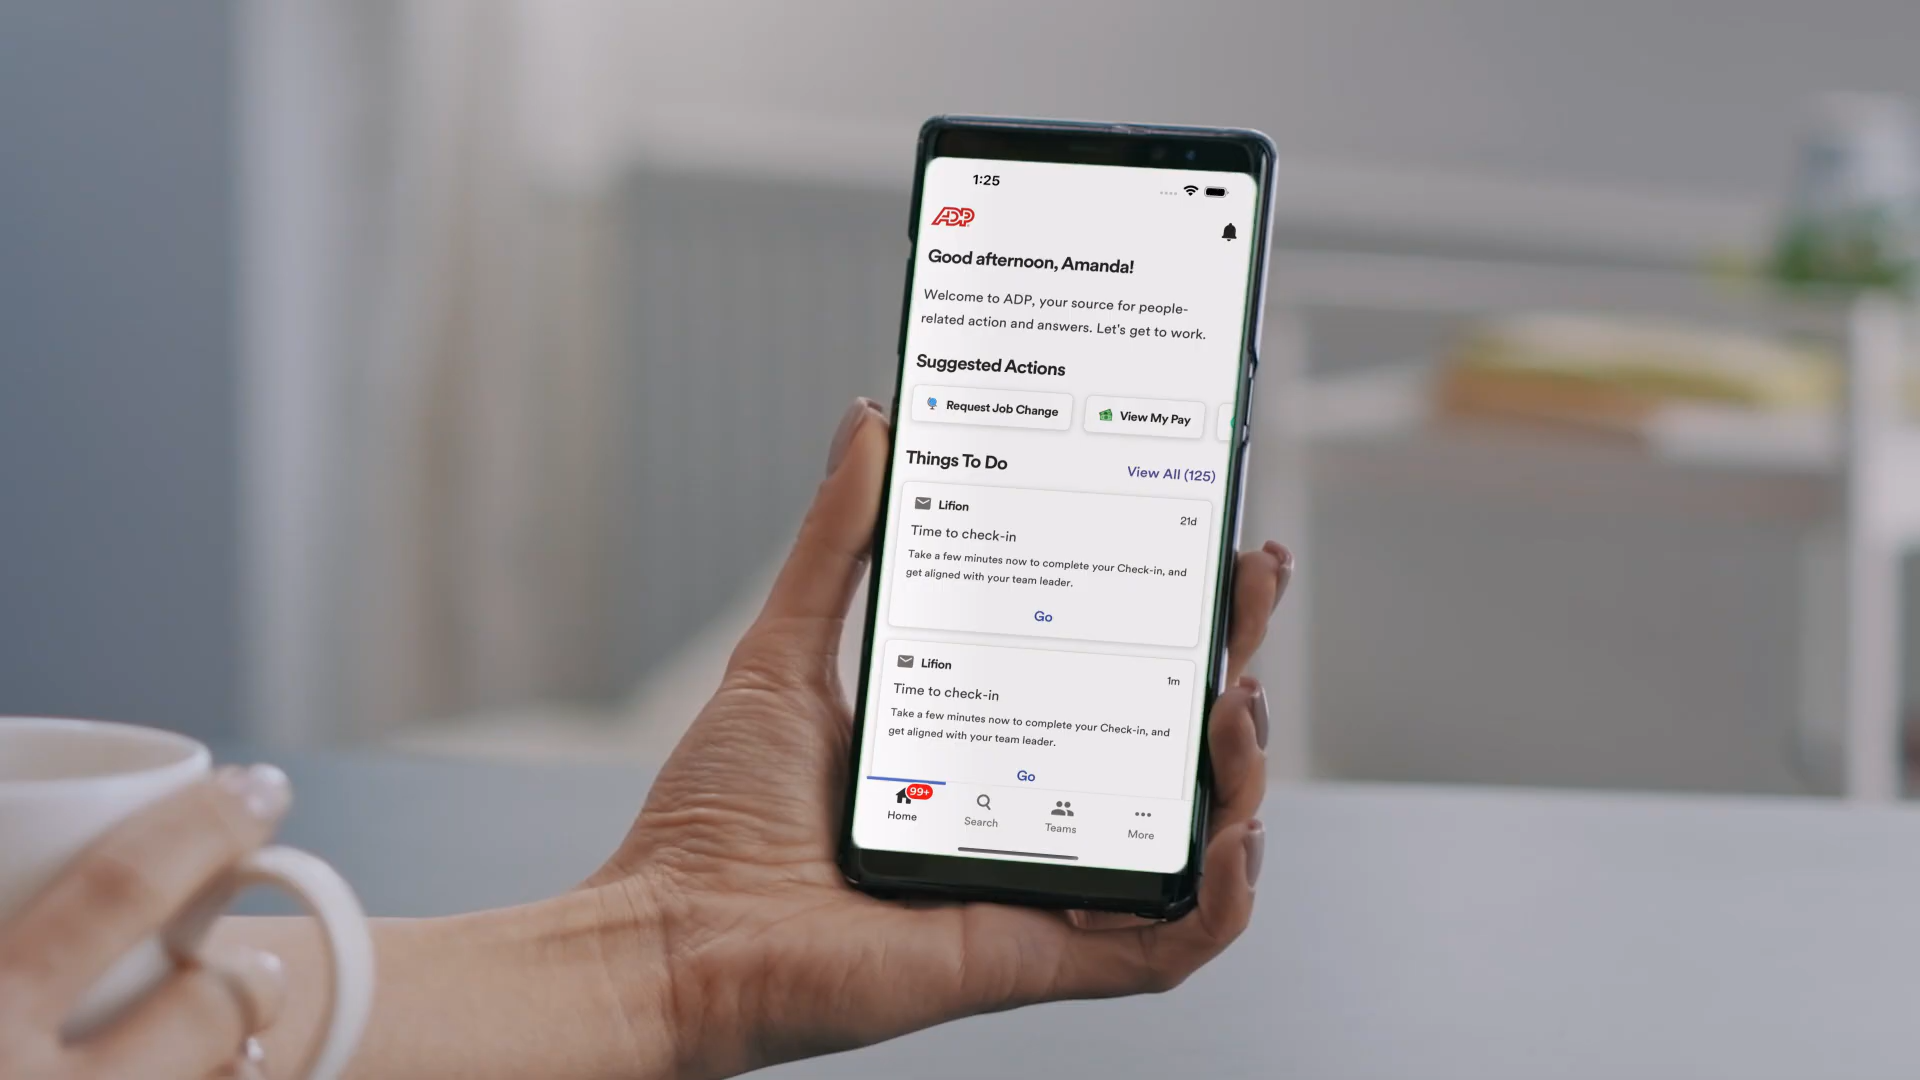 1:25
ADP
Good afternoon, Amanda!
Welcome to ADP, your source for people-
related action and answers. Let's get to work.
Suggested Actions
Request Job Change
View My Pay
Things To Do
View All (125)
Lifion
21d
Time to check-in
Take a few minutes now to complete your Check-in, and
get aligned with your team leader.
Go
Lifion
1m
Time to check-in
Take a few minutes now to complete your Check-in, and
get aligned with your team leader.
Go
99+
Home
Search
Teams
More